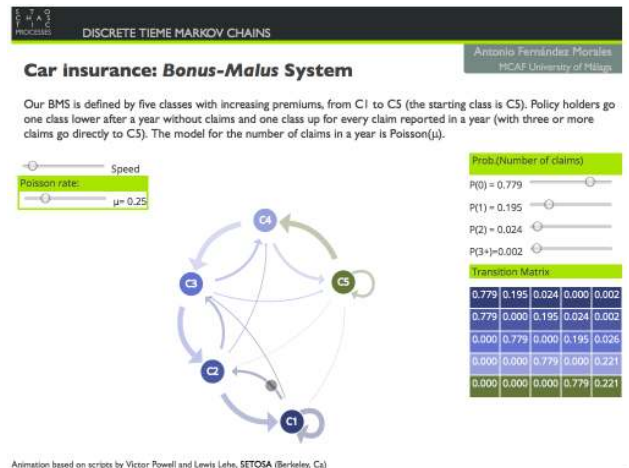 STO
CHAS
TIC
PROCESSES
DISCRETE TIEME MARKOV CHAINS
Antonio Fernández Morales
MCAF University of Málaga
Car insurance: Bonus-Malus System
Our BMS is defined by five classes with increasing premiums, from C1 to C5 (the starting class is C5). Policy holders go
one class lower after a year without claims and one class up for every claim reported in a year (with three or more
claims go directly to C5). The model for the number of claims in a year is Poisson(μ).
Speed
Poisson rate:
μ= 0.25
Prob.(Number of claims)
P(0) = 0.779
P(1) = 0.195
P(2) = 0.024
P(3+)=0.002
Transition Matrix
0.779 0.195 0.024 0.000 0.002
0.779 0.000 0.195 0.024 0.002
0.000 0.779 0.000 0.195 0.026
0.000 0.000 0.779 0.000 0.221
0.000 0.000 0.000 0.779 0.221
C4
C3
C5
C2
C1
Animation based on scripts by Victor Powell and Lewis Lehe, SETOSA (Berkeley, Ca)